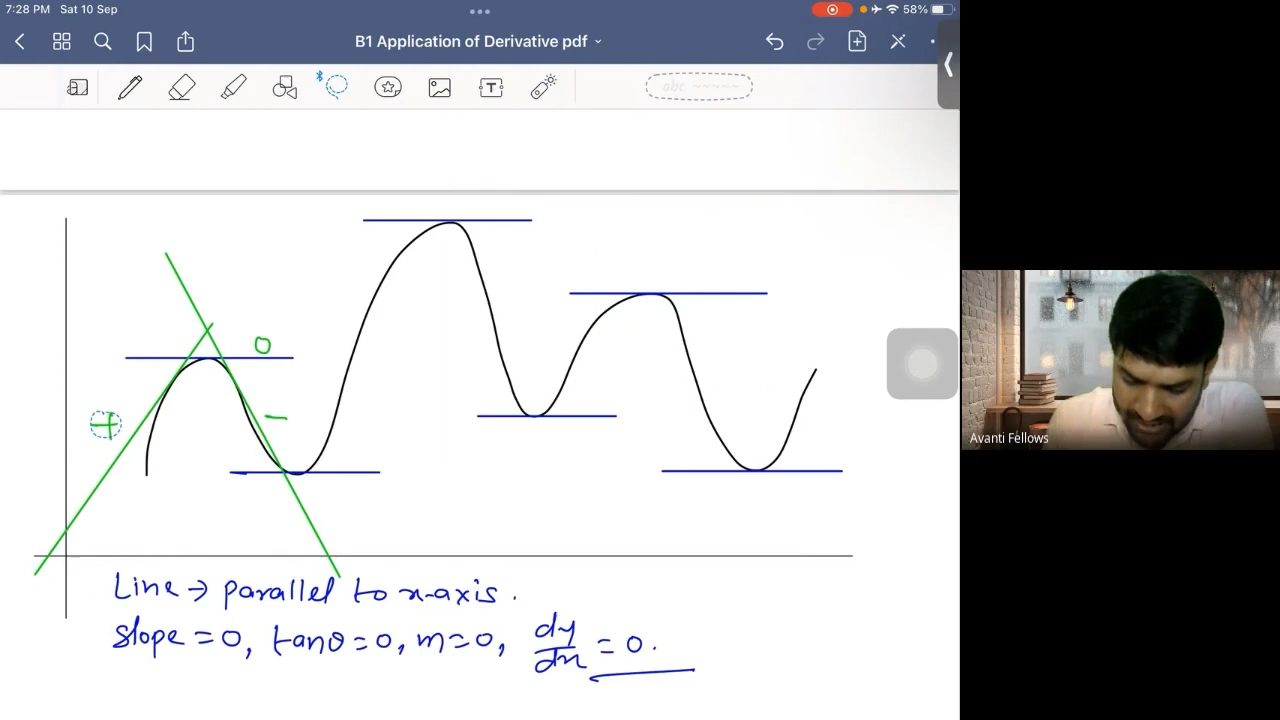 7:28 PM Sat 10 Sep
58%
B1 Application of Derivative pdf
T
abc
0
+
−
Line → parallel to x-axis.
Slope = 0, tanθ = 0, m = 0, dy/dx = 0.
Avanti Fellows